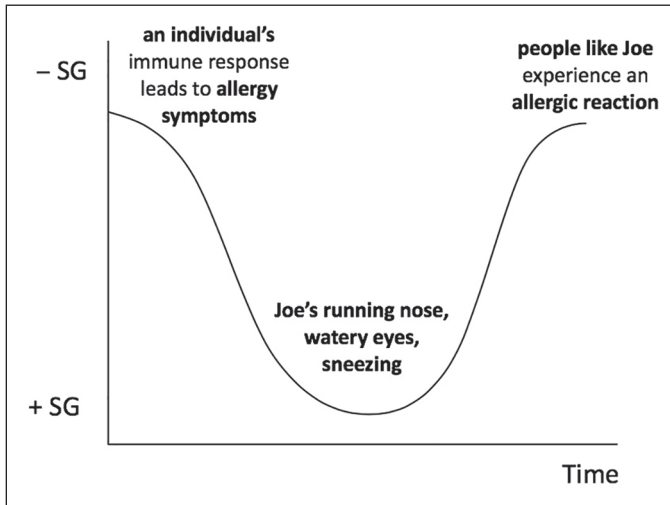 – SG
an individual's
immune response
leads to allergy
symptoms
people like Joe
experience an
allergic reaction
Joe's running nose,
watery eyes,
sneezing
+ SG
Time